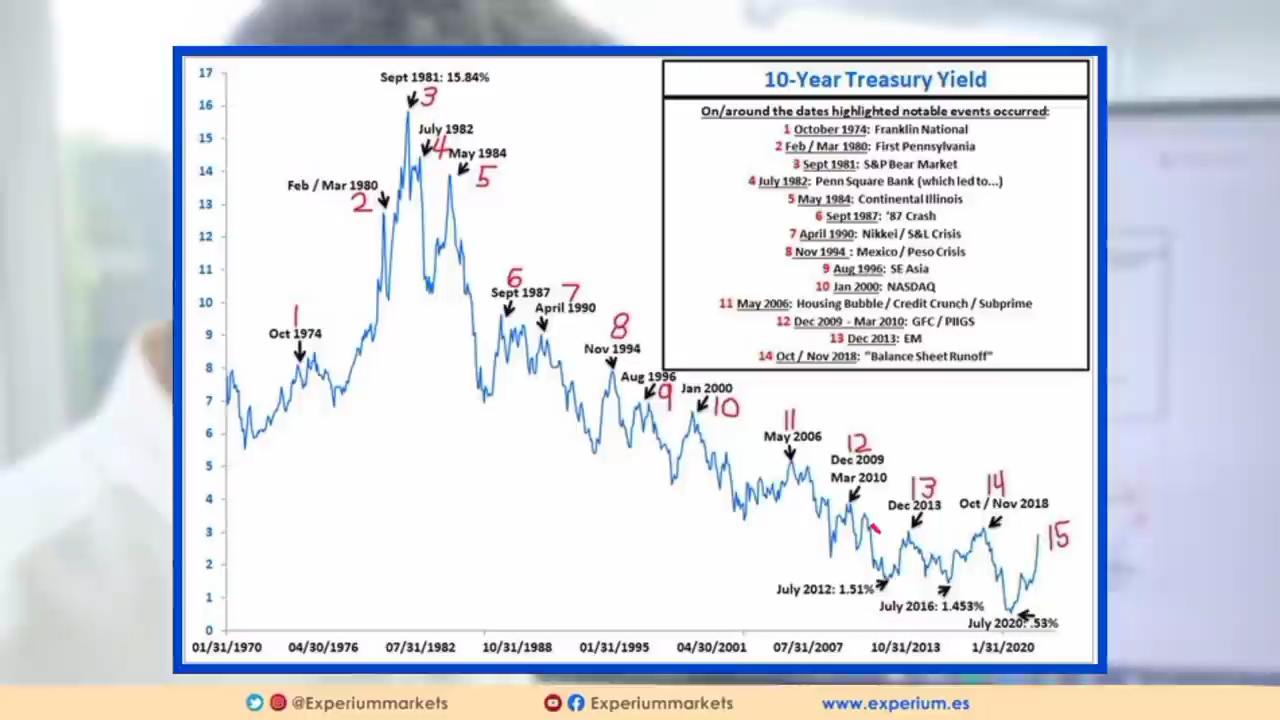 10-Year Treasury Yield
On/around the dates highlighted notable events occurred:
1 October 1974: Franklin National
2 Feb / Mar 1980: First Pennsylvania
3 Sept 1981: S&P Bear Market
4 July 1982: Penn Square Bank (which led to...)
5 May 1984: Continental Illinois
6 Sept 1987: '87 Crash
7 April 1990: Nikkei / S&L Crisis
8 Nov 1994 : Mexico / Peso Crisis
9 Aug 1996: SE Asia
10 Jan 2000: NASDAQ
11 May 2006: Housing Bubble / Credit Crunch / Subprime
12 Dec 2009 - Mar 2010: GFC / PIIGS
13 Dec 2013: EM
14 Oct / Nov 2018: "Balance Sheet Runoff"
17
16
15
14
13
12
11
10
9
8
7
6
5
4
3
2
1
0
Sept 1981: 15.84%
3
July 1982
4
May 1984
5
Feb / Mar 1980
2
1
Oct 1974
6
Sept 1987
7
April 1990
8
Nov 1994
Aug 1996
9
Jan 2000
10
11
May 2006
12
Dec 2009
Mar 2010
13
Dec 2013
14
Oct / Nov 2018
15
July 2012: 1.51%
July 2016: 1.453%
July 2020: .53%
01/31/1970
04/30/1976
07/31/1982
10/31/1988
01/31/1995
04/30/2001
07/31/2007
10/31/2013
1/31/2020
@Experiummarkets
Experiummarkets
www.experium.es